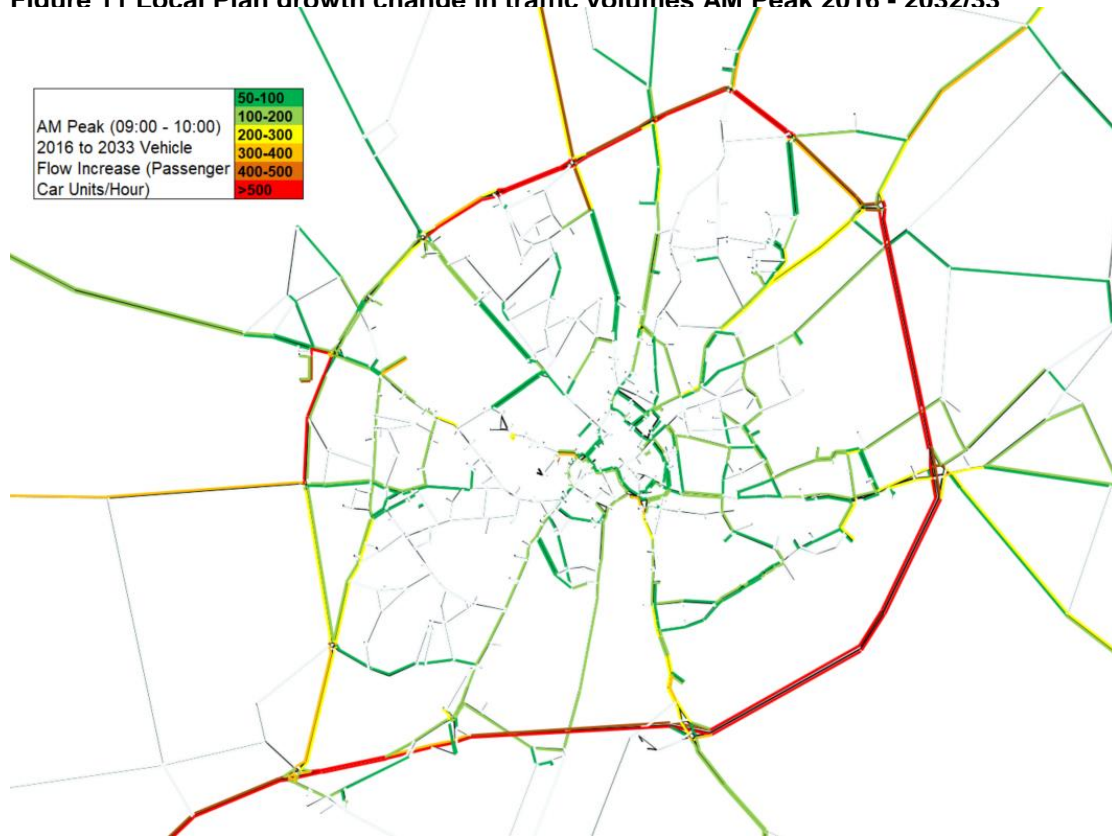 Figure 11 Local Plan growth change in traffic volumes AM Peak 2016 - 2032/33
AM Peak (09:00 - 10:00)
2016 to 2033 Vehicle
Flow Increase (Passenger
Car Units/Hour)
50-100
100-200
200-300
300-400
400-500
>500